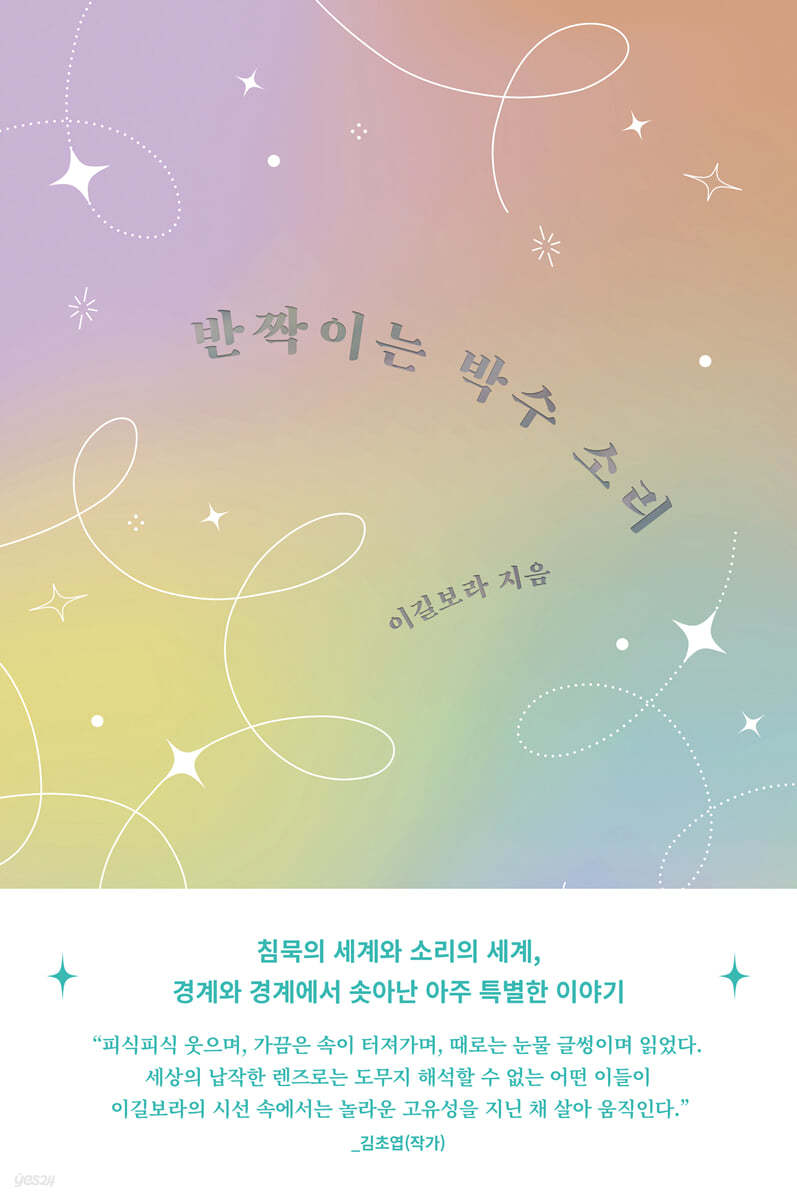 반짝이는 박수 소리
이길보라 지음
침묵의 세계와 소리의 세계,
경계와 경계에서 솟아난 아주 특별한 이야기
“피식피식 웃으며, 가끔은 속이 터져가며, 때로는 눈물 글썽이며 읽었다.
세상의 납작한 렌즈로는 도무지 해석할 수 없는 어떤 이들이
이길보라의 시선 속에서는 놀라운 고유성을 지닌 채 살아 움직인다.”
_김초엽(작가)
yes24